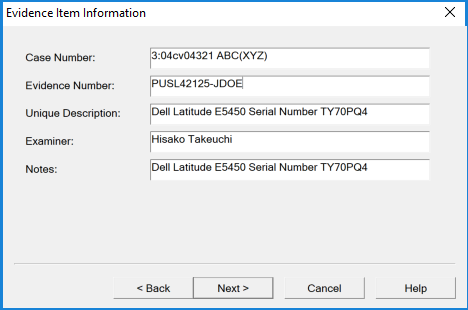 Evidence Item Information
Case Number: 3:04cv04321 ABC(XYZ)
Evidence Number: PUSL42125-JDOE
Unique Description: Dell Latitude E5450 Serial Number TY70PQ4
Examiner: Hisako Takeuchi
Notes: Dell Latitude E5450 Serial Number TY70PQ4
< Back Next > Cancel Help